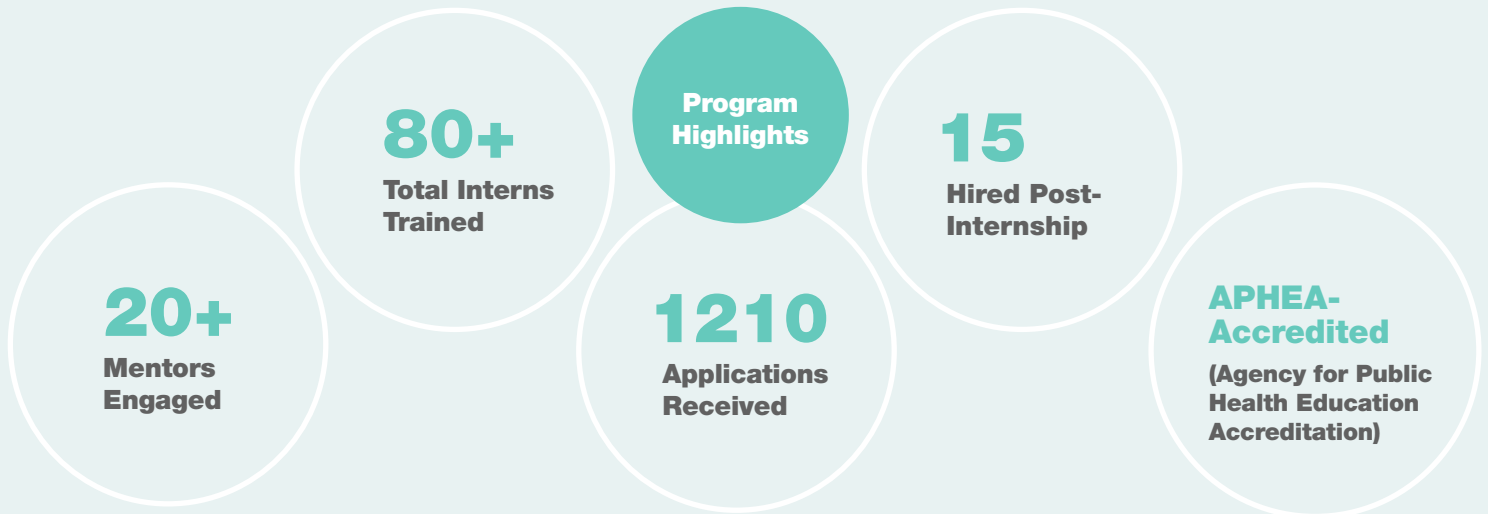 Program
Highlights
20+
Mentors
Engaged
80+
Total Interns
Trained
1210
Applications
Received
15
Hired Post-
Internship
APHEA-
Accredited
(Agency for Public
Health Education
Accreditation)